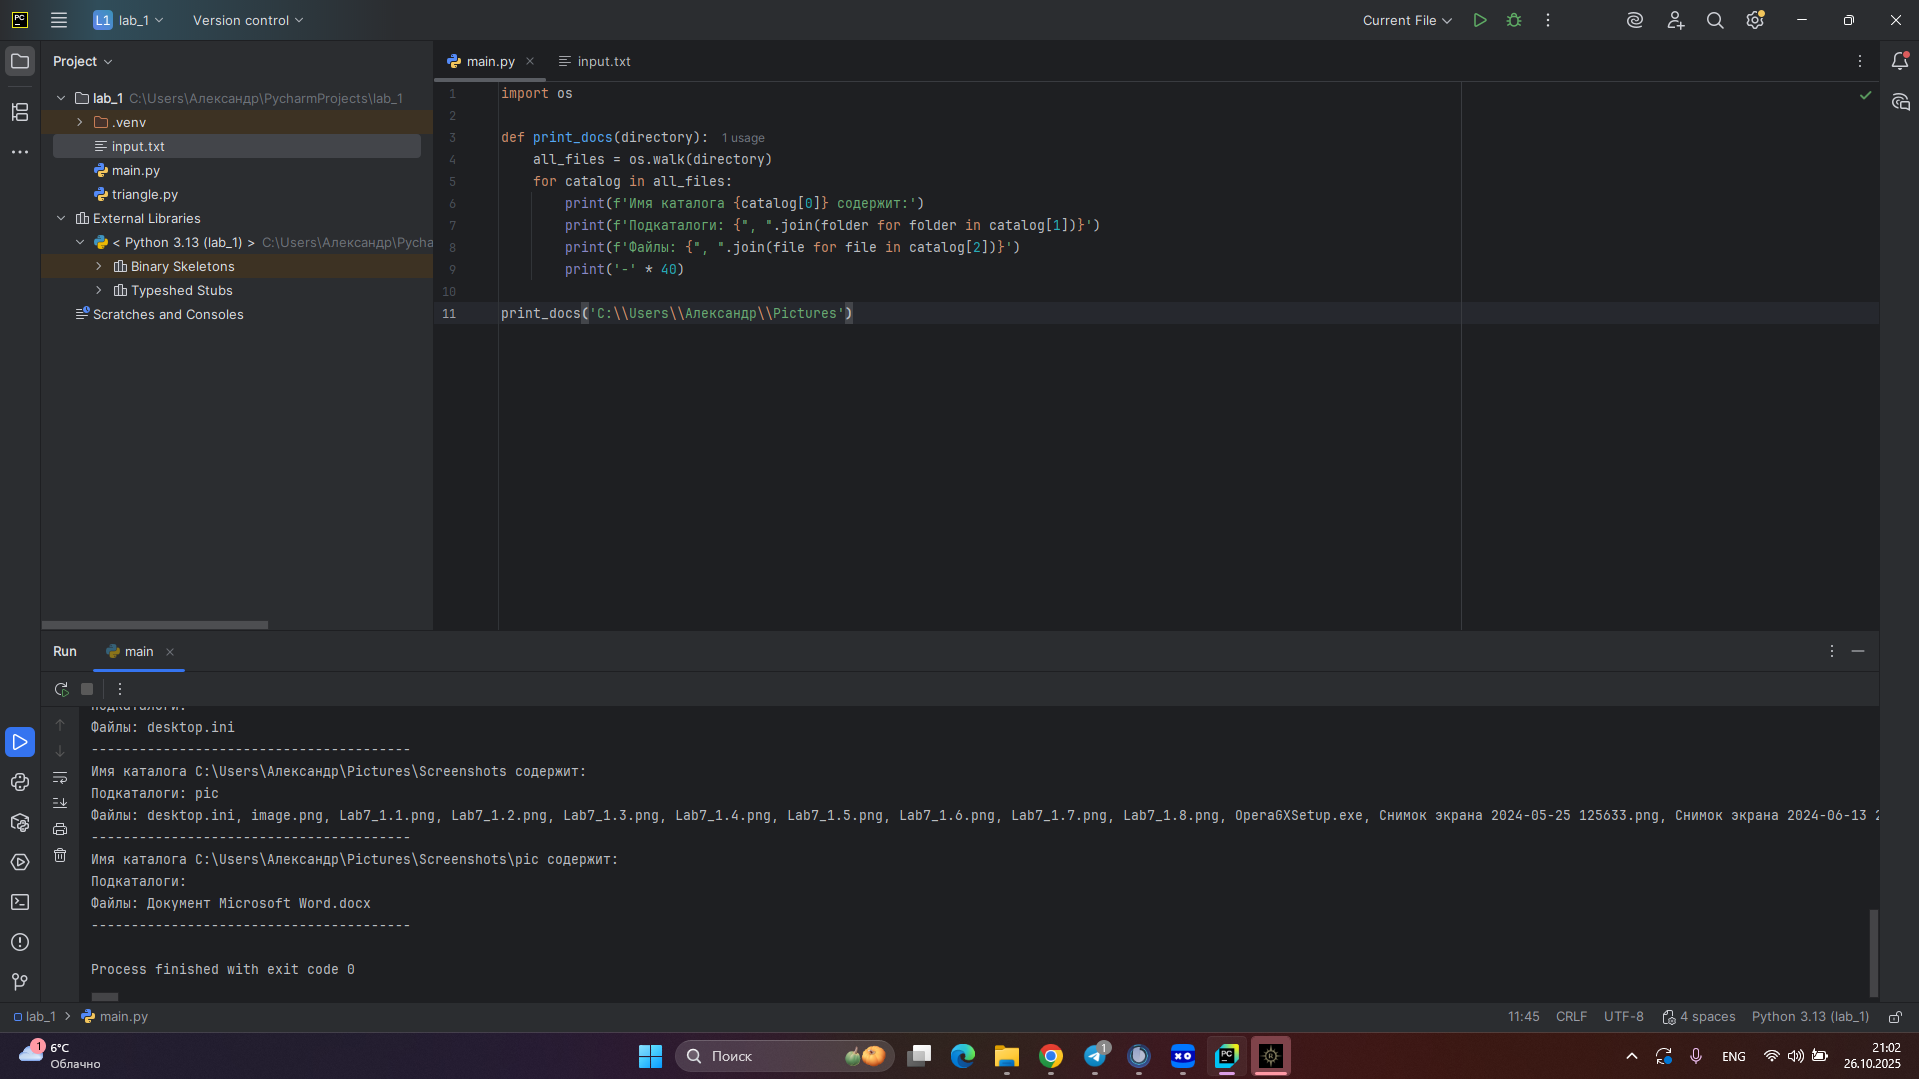 PC L1 lab_1 Version control Current File
Project
main.py input.txt
lab_1 C:\Users\Александр\PycharmProjects\lab_1
.venv
input.txt
main.py
triangle.py
External Libraries
< Python 3.13 (lab_1) > C:\Users\Александр\Pycha
Binary Skeletons
Typeshed Stubs
Scratches and Consoles
1 import os
2
3 def print_docs(directory): 1 usage
4 all_files = os.walk(directory)
5 for catalog in all_files:
6 print(f'Имя каталога {catalog[0]} содержит:')
7 print(f'Подкаталоги: {", ".join(folder for folder in catalog[1])}')
8 print(f'Файлы: {", ".join(file for file in catalog[2])}')
9 print('-' * 40)
10
11 print_docs('C:\\Users\\Александр\\Pictures')
Run main
Подкаталоги:
Файлы: desktop.ini
----------------------------------------
Имя каталога C:\Users\Александр\Pictures\Screenshots содержит:
Подкаталоги: pic
Файлы: desktop.ini, image.png, Lab7_1.1.png, Lab7_1.2.png, Lab7_1.3.png, Lab7_1.4.png, Lab7_1.5.png, Lab7_1.6.png, Lab7_1.7.png, Lab7_1.8.png, OperaGXSetup.exe, Снимок экрана 2024-05-25 125633.png, Снимок экрана 2024-06-13 2
----------------------------------------
Имя каталога C:\Users\Александр\Pictures\Screenshots\pic содержит:
Подкаталоги:
Файлы: Документ Microsoft Word.docx
----------------------------------------
Process finished with exit code 0
lab_1 > main.py 11:45 CRLF UTF-8 4 spaces Python 3.13 (lab_1)
1 6°C
Облачно
Поиск
1
XO
PC
ENG
21:02
26.10.2025